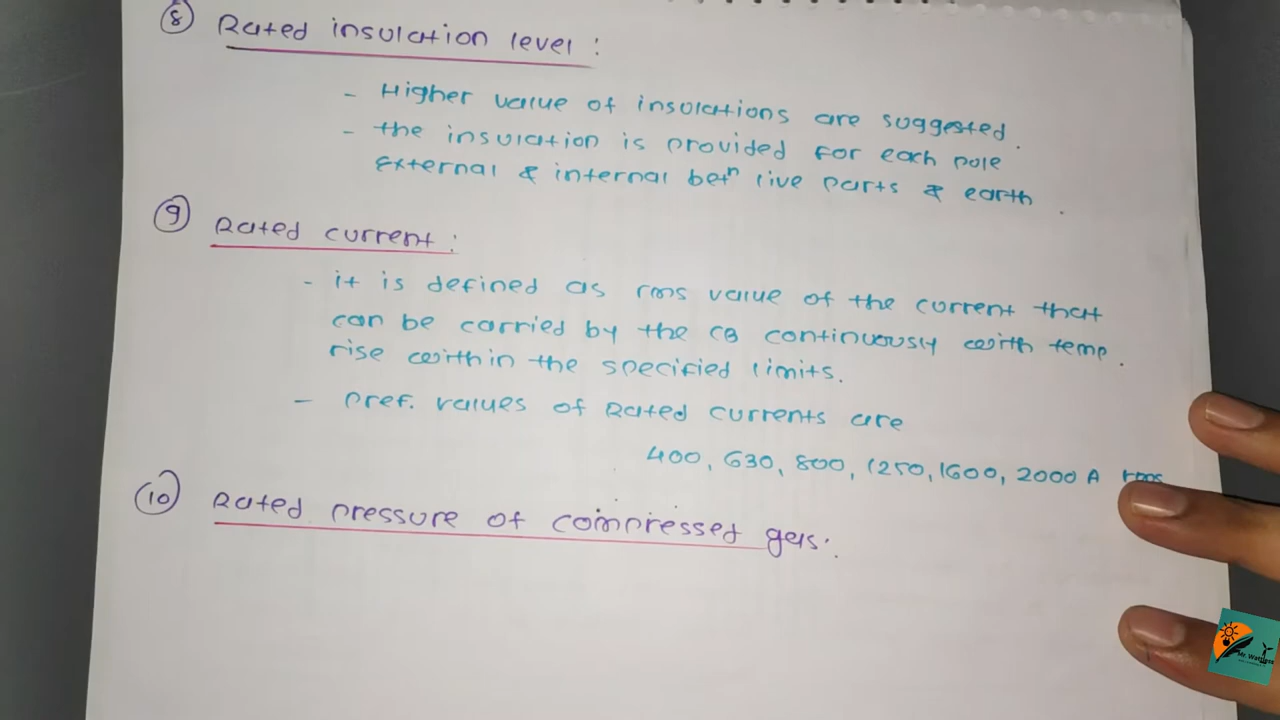 ⑧ Rated insulation level :
- Higher value of insulations are suggested.
- the insulation is provided for each pole
external & internal betⁿ live parts & earth .
⑨ Rated current :
- it is defined as rms value of the current that
can be carried by the CB continuously with temp.
rise within the specified limits.
- pref. values of Rated currents are
400, 630, 800, 1250, 1600, 2000 A rms
⑩ Rated pressure of compressed gas.
Mr. Wattless